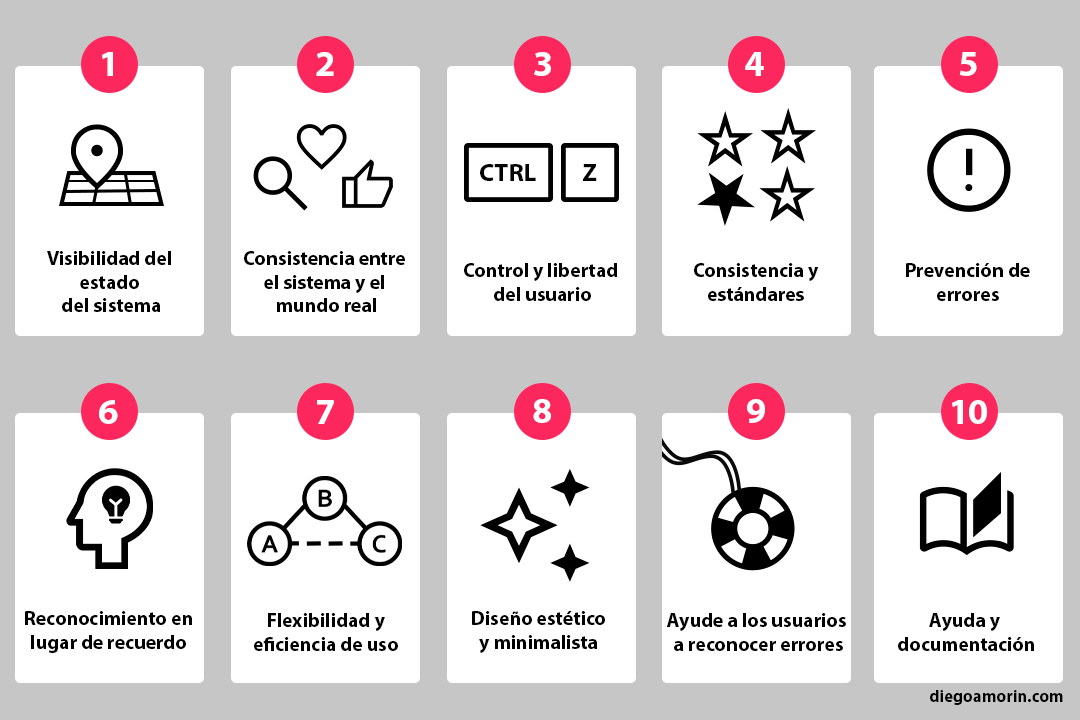 1
Visibilidad del
estado
del sistema
2
Consistencia entre
el sistema y el
mundo real
3
CTRL
Z
Control y libertad
del usuario
4
Consistencia y
estándares
5
!
Prevención de
errores
6
Reconocimiento en
lugar de recuerdo
7
B
A
C
Flexibilidad y
eficiencia de uso
8
Diseño estético
y minimalista
9
Ayude a los usuarios
a reconocer errores
10
Ayuda y
documentación
diegoamorin.com